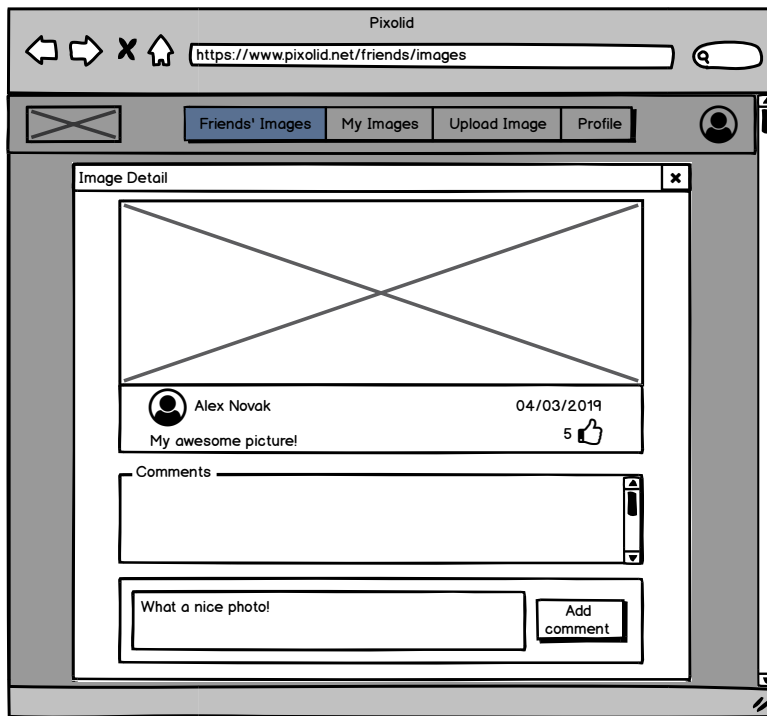 Pixolid
https://www.pixolid.net/friends/images
Friends' Images
My Images
Upload Image
Profile
Image Detail
Alex Novak
04/03/2019
5
My awesome picture!
Comments
What a nice photo!
Add
comment